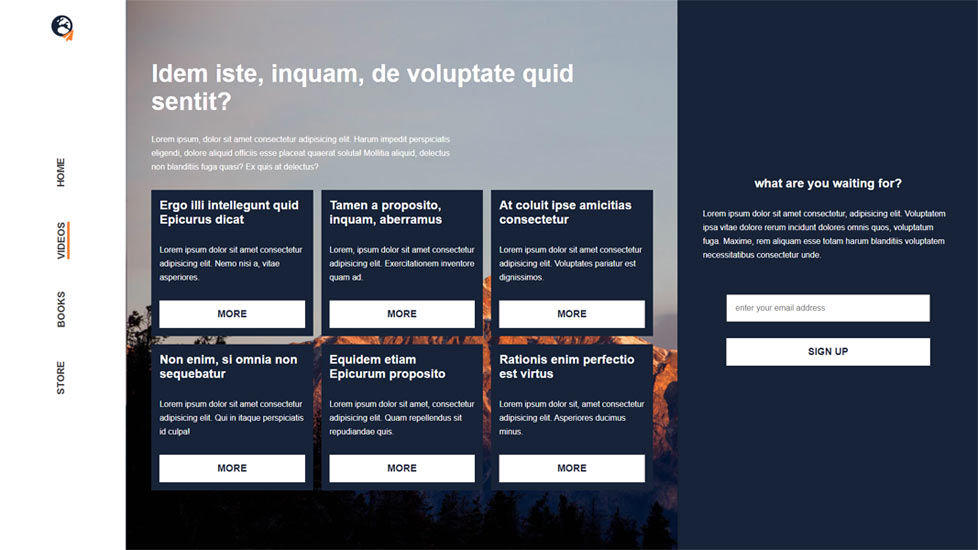 HOME
VIDEOS
BOOKS
STORE
Idem iste, inquam, de voluptate quid
sentit?
Lorem ipsum, dolor sit amet consectetur adipisicing elit. Harum impedit perspiciatis
eligendi, dolore aliquid officiis esse placeat quaerat soluta! Mollitia aliquid, delectus
non blanditiis fuga quasi? Ex quis at delectus?
Ergo illi intellegunt quid
Epicurus dicat
Lorem ipsum dolor sit amet consectetur
adipisicing elit. Nemo nisi a, vitae
asperiores.
MORE
Tamen a proposito,
inquam, aberramus
Lorem, ipsum dolor sit amet consectetur
adipisicing elit. Exercitationem inventore
quam ad.
MORE
At coluit ipse amicitias
consectetur
Lorem ipsum dolor sit amet consectetur
adipisicing elit. Voluptates pariatur est
dignissimos.
MORE
Non enim, si omnia non
sequebatur
Lorem ipsum dolor sit amet consectetur
adipisicing elit. Qui in itaque perspiciatis
id culpa!
MORE
Equidem etiam
Epicurum proposito
Lorem ipsum dolor sit amet, consectetur
adipisicing elit. Quam repellendus sit
repudiandae quis.
MORE
Rationis enim perfectio
est virtus
Lorem ipsum dolor sit, amet consectetur
adipisicing elit. Asperiores ducimus
minus.
MORE
what are you waiting for?
Lorem ipsum dolor sit amet consectetur, adipisicing elit. Voluptatem
ipsa vitae dolore rerum incidunt dolores omnis quos, voluptatum
fuga. Maxime, rem aliquam esse totam harum blanditiis voluptatem
necessitatibus consectetur unde.
enter your email address
SIGN UP